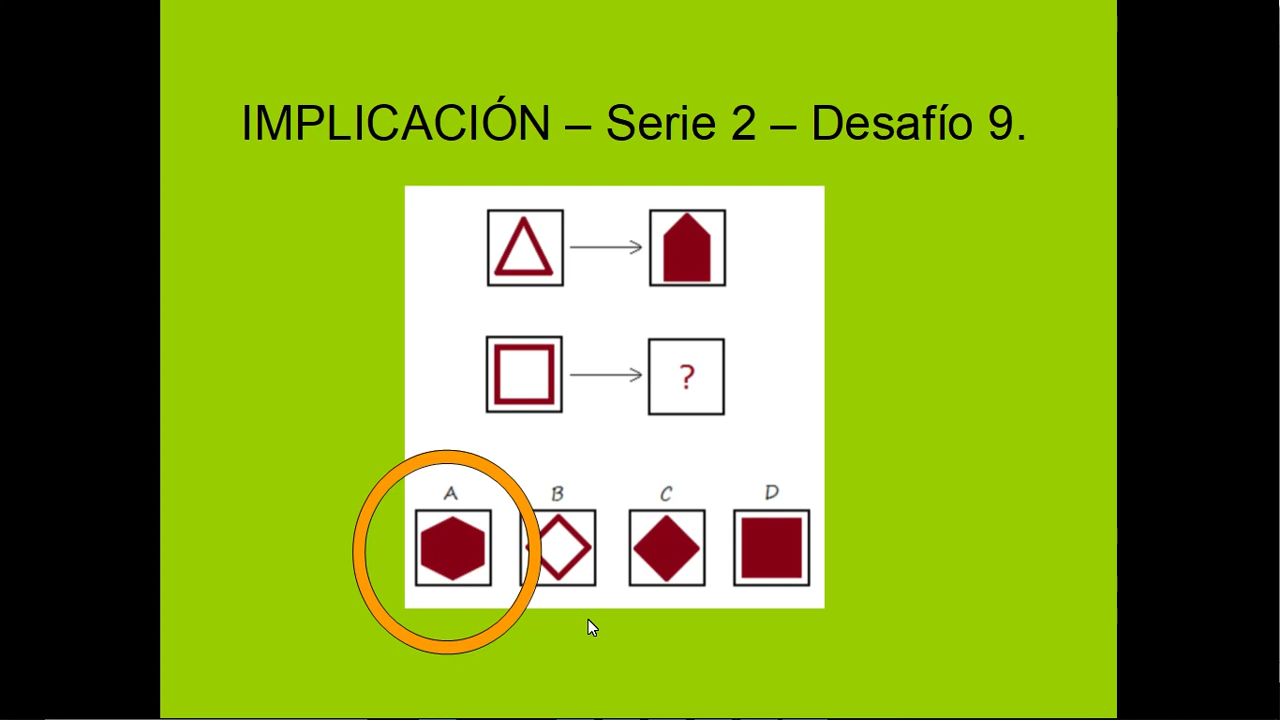 IMPLICACIÓN – Serie 2 – Desafío 9.
?
A B C D